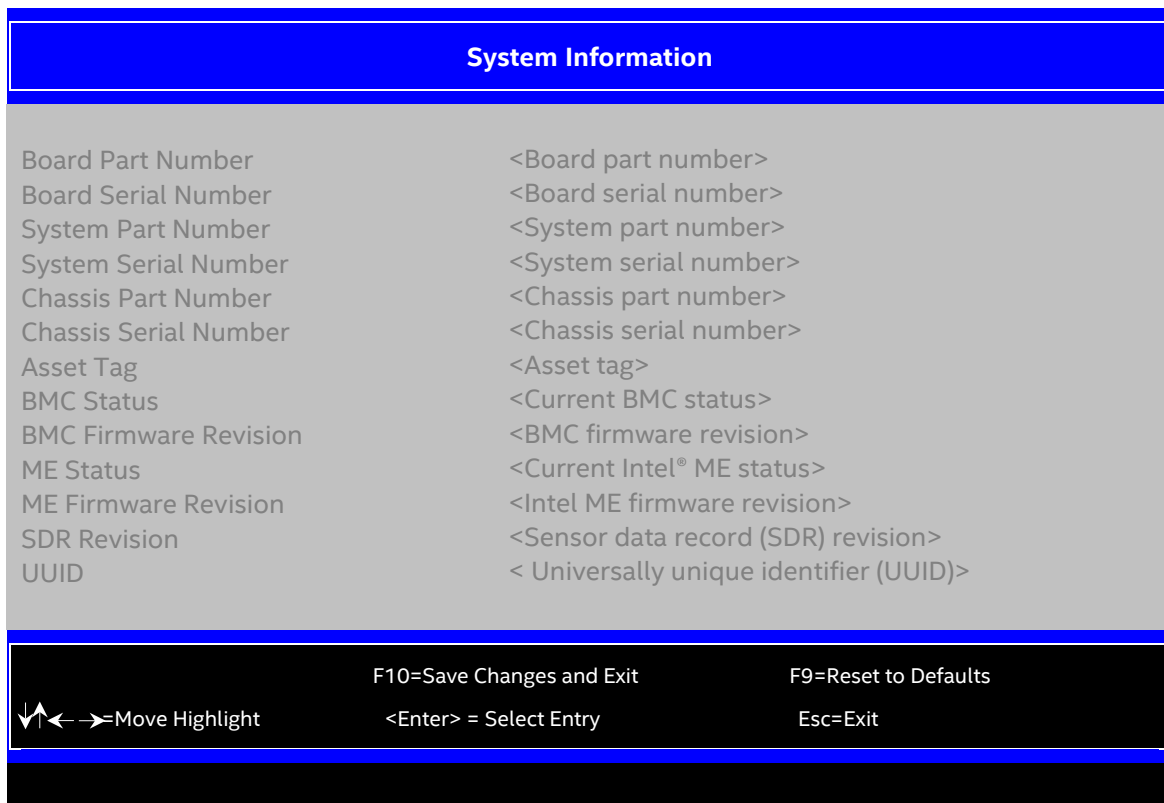 System Information
Board Part Number <Board part number>
Board Serial Number <Board serial number>
System Part Number <System part number>
System Serial Number <System serial number>
Chassis Part Number <Chassis part number>
Chassis Serial Number <Chassis serial number>
Asset Tag <Asset tag>
BMC Status <Current BMC status>
BMC Firmware Revision <BMC firmware revision>
ME Status <Current Intel® ME status>
ME Firmware Revision <Intel ME firmware revision>
SDR Revision <Sensor data record (SDR) revision>
UUID < Universally unique identifier (UUID)>
F10=Save Changes and Exit F9=Reset to Defaults
↓↑←→=Move Highlight <Enter> = Select Entry Esc=Exit